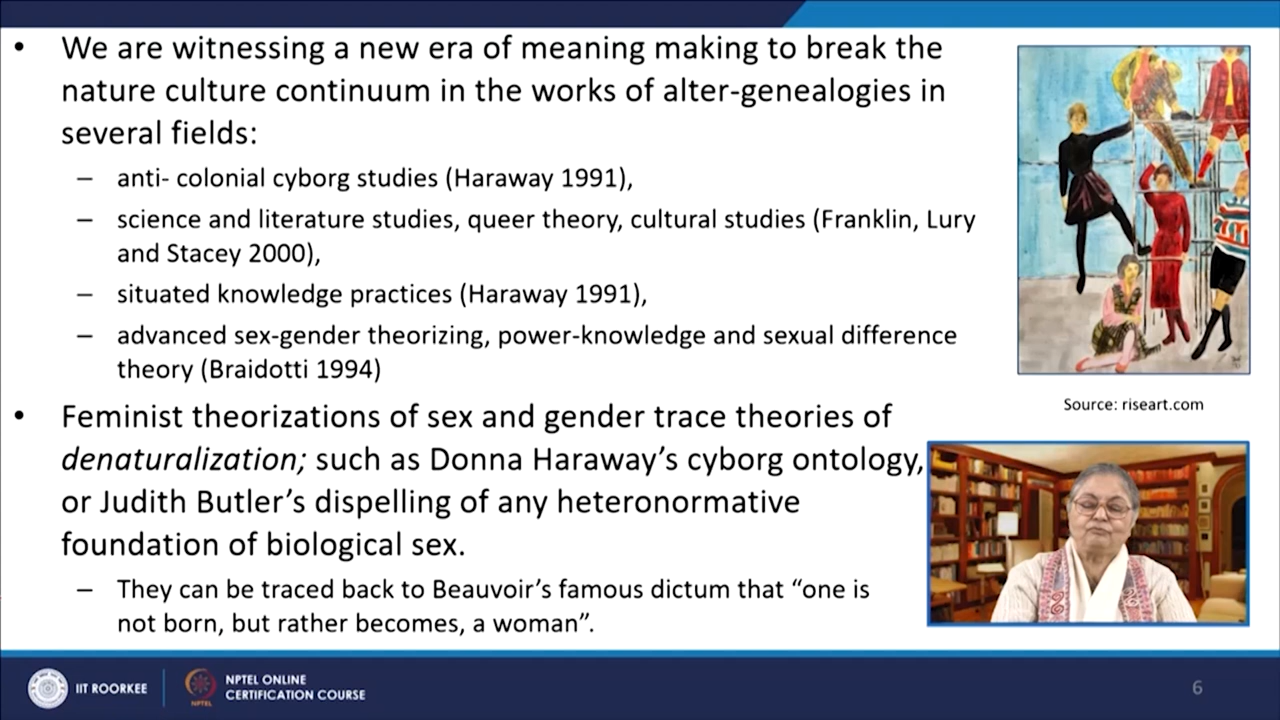 • We are witnessing a new era of meaning making to break the
nature culture continuum in the works of alter-genealogies in
several fields:
– anti- colonial cyborg studies (Haraway 1991),
– science and literature studies, queer theory, cultural studies (Franklin, Lury
and Stacey 2000),
– situated knowledge practices (Haraway 1991),
– advanced sex-gender theorizing, power-knowledge and sexual difference
theory (Braidotti 1994)
• Feminist theorizations of sex and gender trace theories of
denaturalization; such as Donna Haraway’s cyborg ontology,
or Judith Butler’s dispelling of any heteronormative
foundation of biological sex.
– They can be traced back to Beauvoir’s famous dictum that “one is
not born, but rather becomes, a woman”.
Source: riseart.com
IIT ROORKEE
NPTEL
NPTEL ONLINE
CERTIFICATION COURSE
6